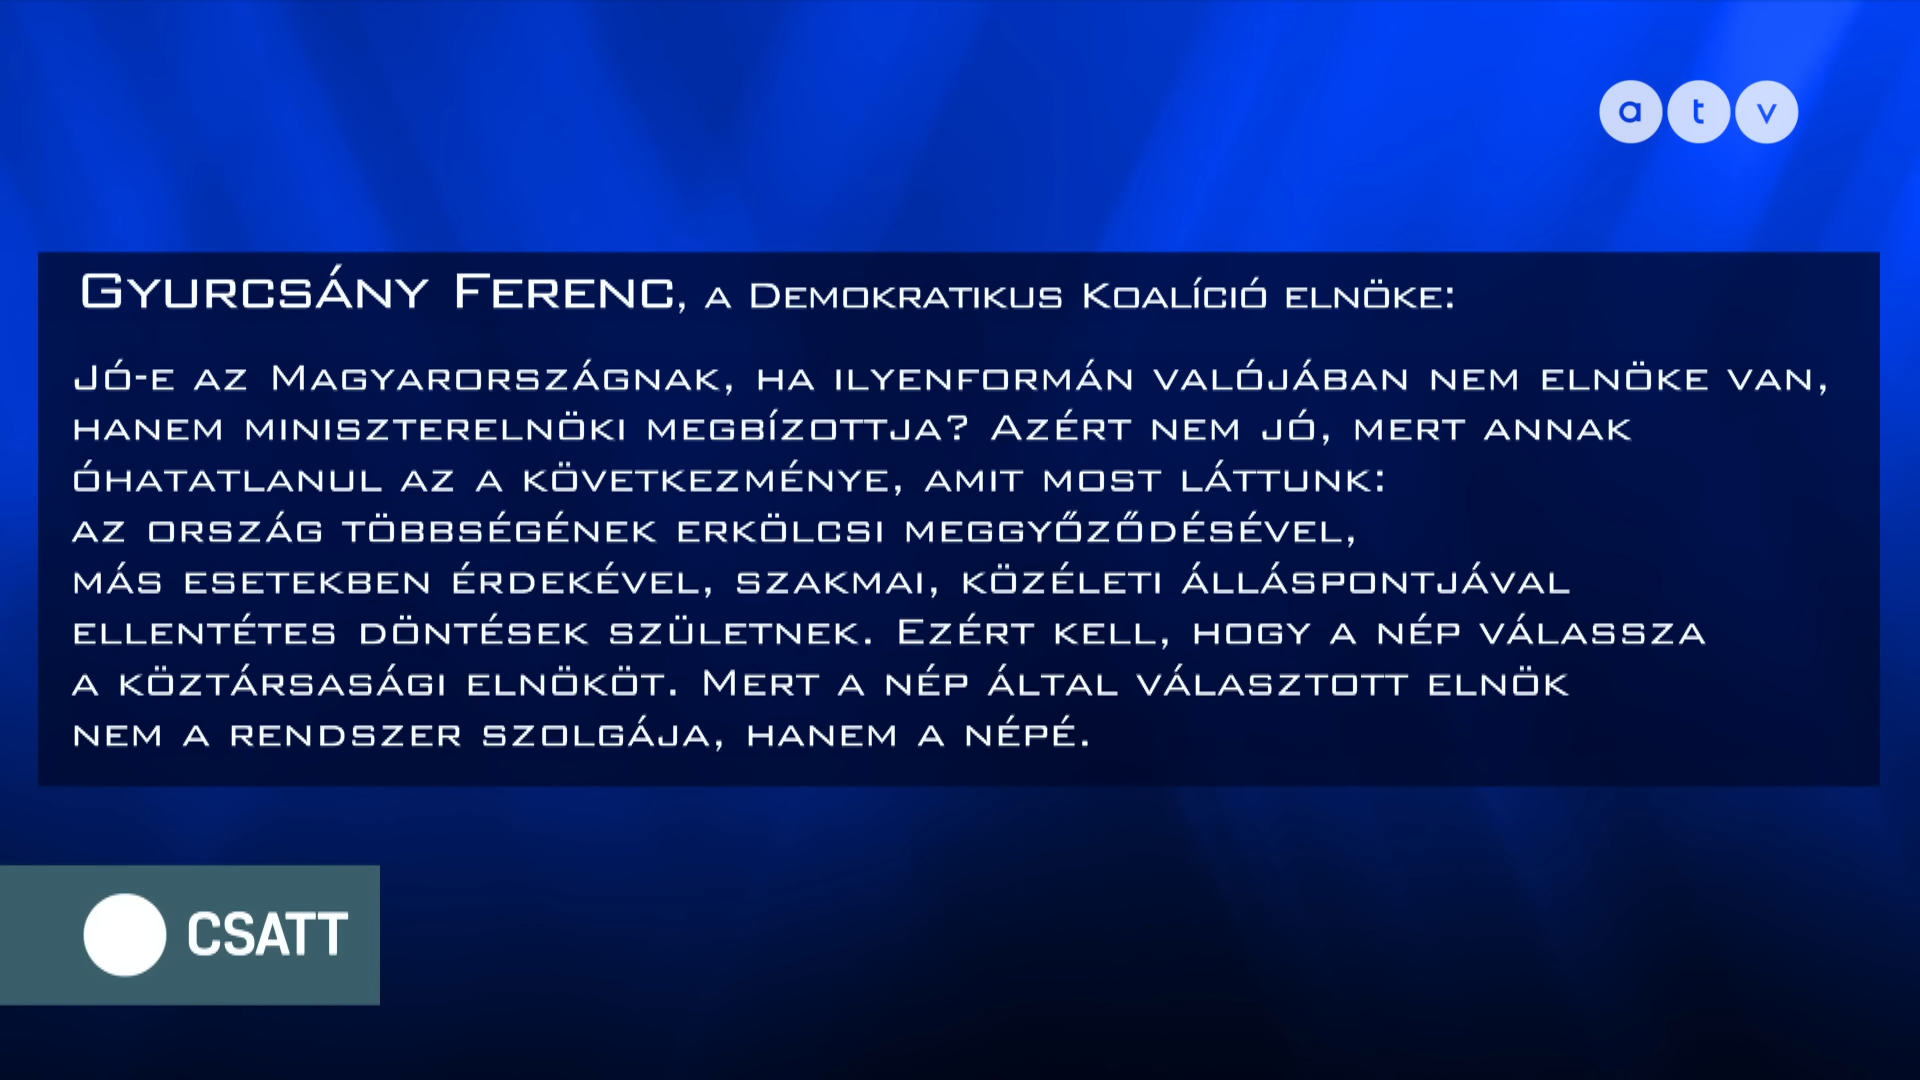 atv
Gyurcsány Ferenc, a Demokratikus Koalíció elnöke:
Jó-e az Magyarországnak, ha ilyenformán valójában nem elnöke van,
hanem miniszterelnöki megbízottja? Azért nem jó, mert annak
óhatatlanul az a következménye, amit most láttunk:
az ország többségének erkölcsi meggyőződésével,
más esetekben érdekével, szakmai, közéleti álláspontjával
ellentétes döntések születnek. Ezért kell, hogy a nép válassza
a köztársasági elnököt. Mert a nép által választott elnök
nem a rendszer szolgája, hanem a népé.
CSATT